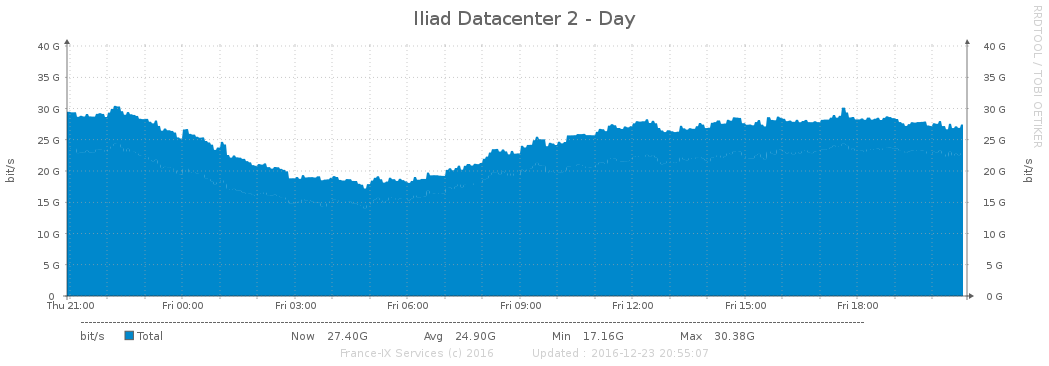 Iliad Datacenter 2 - Day
RRDTOOL / TOBI OETIKER
bit/s
40 G 40 G
35 G 35 G
30 G 30 G
25 G 25 G
20 G 20 G
15 G 15 G
10 G 10 G
5 G 5 G
0 0 G
bit/s
Thu 21:00 Fri 00:00 Fri 03:00 Fri 06:00 Fri 09:00 Fri 12:00 Fri 15:00 Fri 18:00
bit/s Total Now 27.40G Avg 24.90G Min 17.16G Max 30.38G
France-IX Services (c) 2016 Updated : 2016-12-23 20:55:07